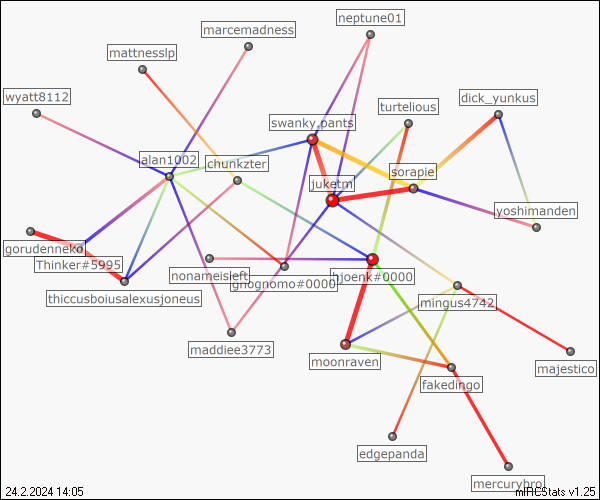 neptune01
marcemadness
mattnesslp
wyatt8112
turtelious
dick_yunkus
swanky.pants
alan1002
chunkzter
sorapie
juketm
yoshimanden
gorudenneko
Thinker#5995
nonameisleft
gnognomo#0000
hjoenk#0000
thiccusboiusalexusjoneus
mingus4742
maddiee3773
moonraven
majestico
fakedingo
edgepanda
mercurybro
24.2.2024 14:05
mIRCStats v1.25